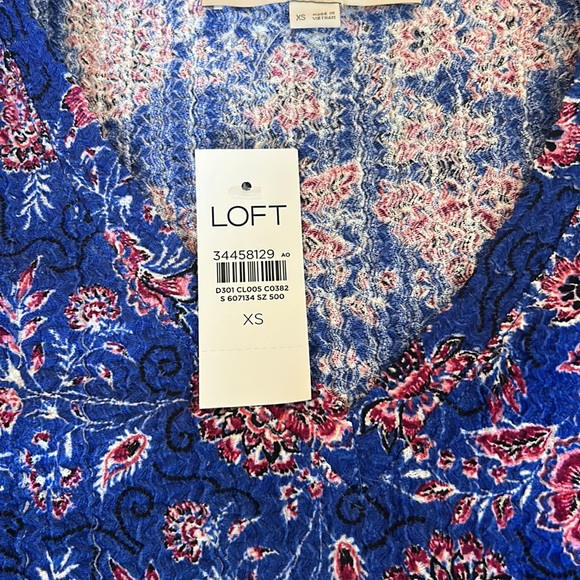 XS MADE IN
VIETNAM
LOFT
34458129 AO
D301 CL005 C0382
S 607134 SZ 500
XS